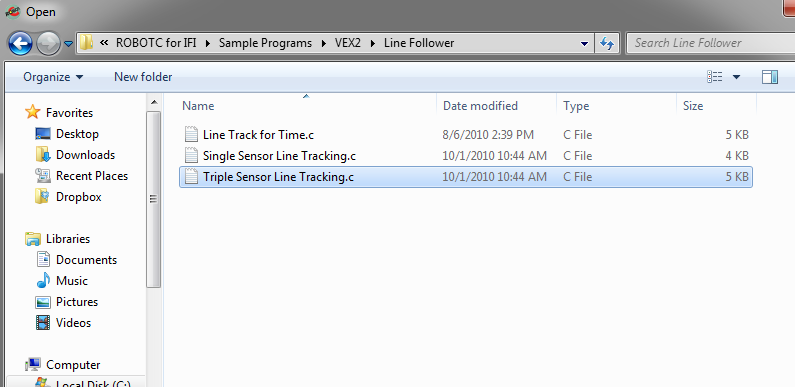 Open
« ROBOTC for IFI Sample Programs VEX2 Line Follower
Search Line Follower
Organize New folder
Favorites
Desktop
Downloads
Recent Places
Dropbox
Libraries
Documents
Music
Pictures
Videos
Computer
Local Disk (C:)
Name Date modified Type Size
Line Track for Time.c 8/6/2010 2:39 PM C File 5 KB
Single Sensor Line Tracking.c 10/1/2010 10:44 AM C File 4 KB
Triple Sensor Line Tracking.c 10/1/2010 10:44 AM C File 5 KB